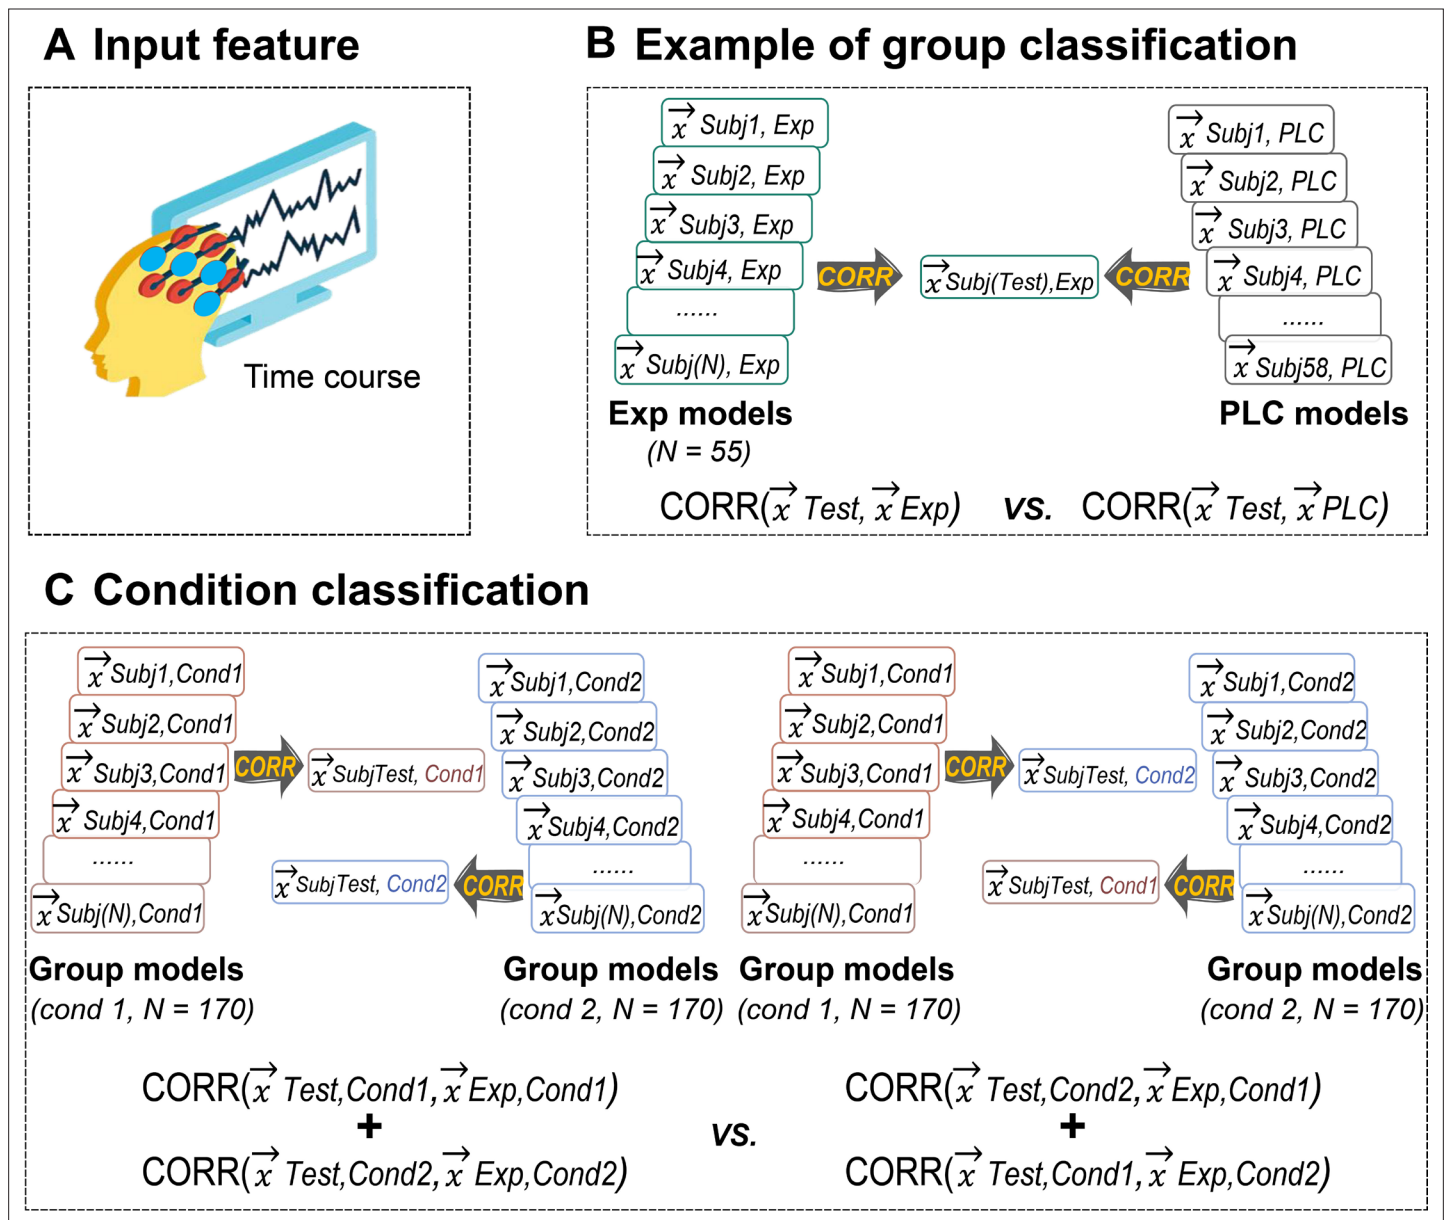 A Input feature
Time course
B Example of group classification
x⃗ Subj1, Exp
x⃗ Subj2, Exp
x⃗ Subj3, Exp
x⃗ Subj4, Exp
......
x⃗ Subj(N), Exp
Exp models
(N = 55)
CORR
x⃗ Subj(Test),Exp
CORR
x⃗ Subj1, PLC
x⃗ Subj2, PLC
x⃗ Subj3, PLC
x⃗ Subj4, PLC
......
x⃗ Subj58, PLC
PLC models
CORR(x⃗ Test, x⃗ Exp) vs. CORR(x⃗ Test, x⃗ PLC)
C Condition classification
x⃗ Subj1,Cond1
x⃗ Subj2,Cond1
x⃗ Subj3,Cond1
x⃗ Subj4,Cond1
......
x⃗ Subj(N),Cond1
Group models
(cond 1, N = 170)
CORR
x⃗ SubjTest, Cond1
x⃗ SubjTest, Cond2
CORR
x⃗ Subj1,Cond2
x⃗ Subj2,Cond2
x⃗ Subj3,Cond2
x⃗ Subj4,Cond2
......
x⃗ Subj(N),Cond2
Group models
(cond 2, N = 170)
x⃗ Subj1,Cond1
x⃗ Subj2,Cond1
x⃗ Subj3,Cond1
x⃗ Subj4,Cond1
......
x⃗ Subj(N),Cond1
Group models
(cond 1, N = 170)
CORR
x⃗ SubjTest, Cond2
x⃗ SubjTest, Cond1
CORR
x⃗ Subj1,Cond2
x⃗ Subj2,Cond2
x⃗ Subj3,Cond2
x⃗ Subj4,Cond2
......
x⃗ Subj(N),Cond2
Group models
(cond 2, N = 170)
CORR(x⃗ Test,Cond1, x⃗ Exp,Cond1)
+
CORR(x⃗ Test,Cond2, x⃗ Exp,Cond2)
vs.
CORR(x⃗ Test,Cond2, x⃗ Exp,Cond1)
+
CORR(x⃗ Test,Cond1, x⃗ Exp,Cond2)